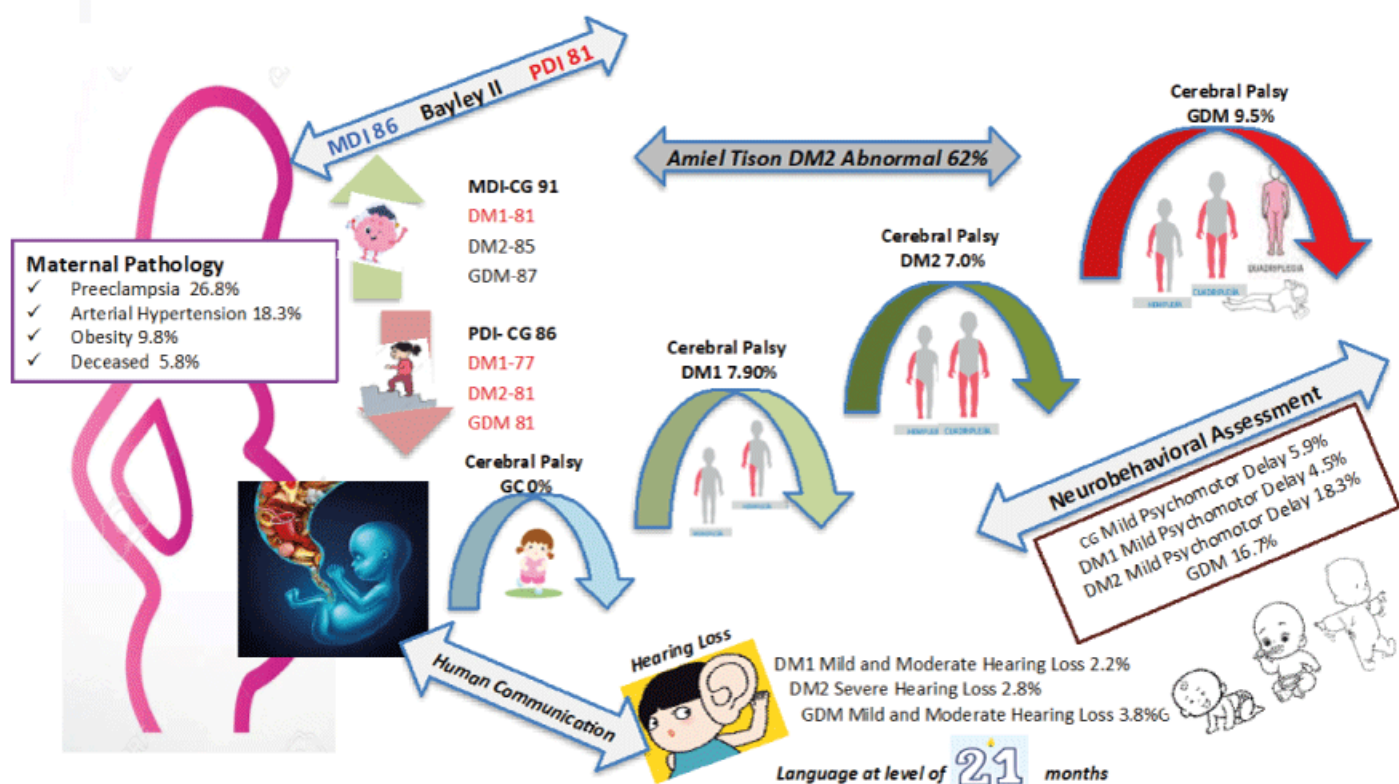 MDI 86 Bayley II PDI 81
Amiel Tison DM2 Abnormal 62%
Cerebral Palsy
GDM 9.5%
QUADRIPLEGIA
CUADRIPLEJIA
MDI-CG 91
DM1-81
DM2-85
GDM-87
Cerebral Palsy
DM2 7.0%
CUADRIPLEJIA
Maternal Pathology
✓ Preeclampsia 26.8%
✓ Arterial Hypertension 18.3%
✓ Obesity 9.8%
✓ Deceased 5.8%
PDI- CG 86
DM1-77
DM2-81
GDM 81
Cerebral Palsy
DM1 7.90%
Cerebral Palsy
GC 0%
Neurobehavioral Assessment
CG Mild Psychomotor Delay 5.9%
DM1 Mild Psychomotor Delay 4.5%
DM2 Mild Psychomotor Delay 18.3%
GDM 16.7%
Human Communication
Hearing Loss
DM1 Mild and Moderate Hearing Loss 2.2%
DM2 Severe Hearing Loss 2.8%
GDM Mild and Moderate Hearing Loss 3.8%G
Language at level of 21 months